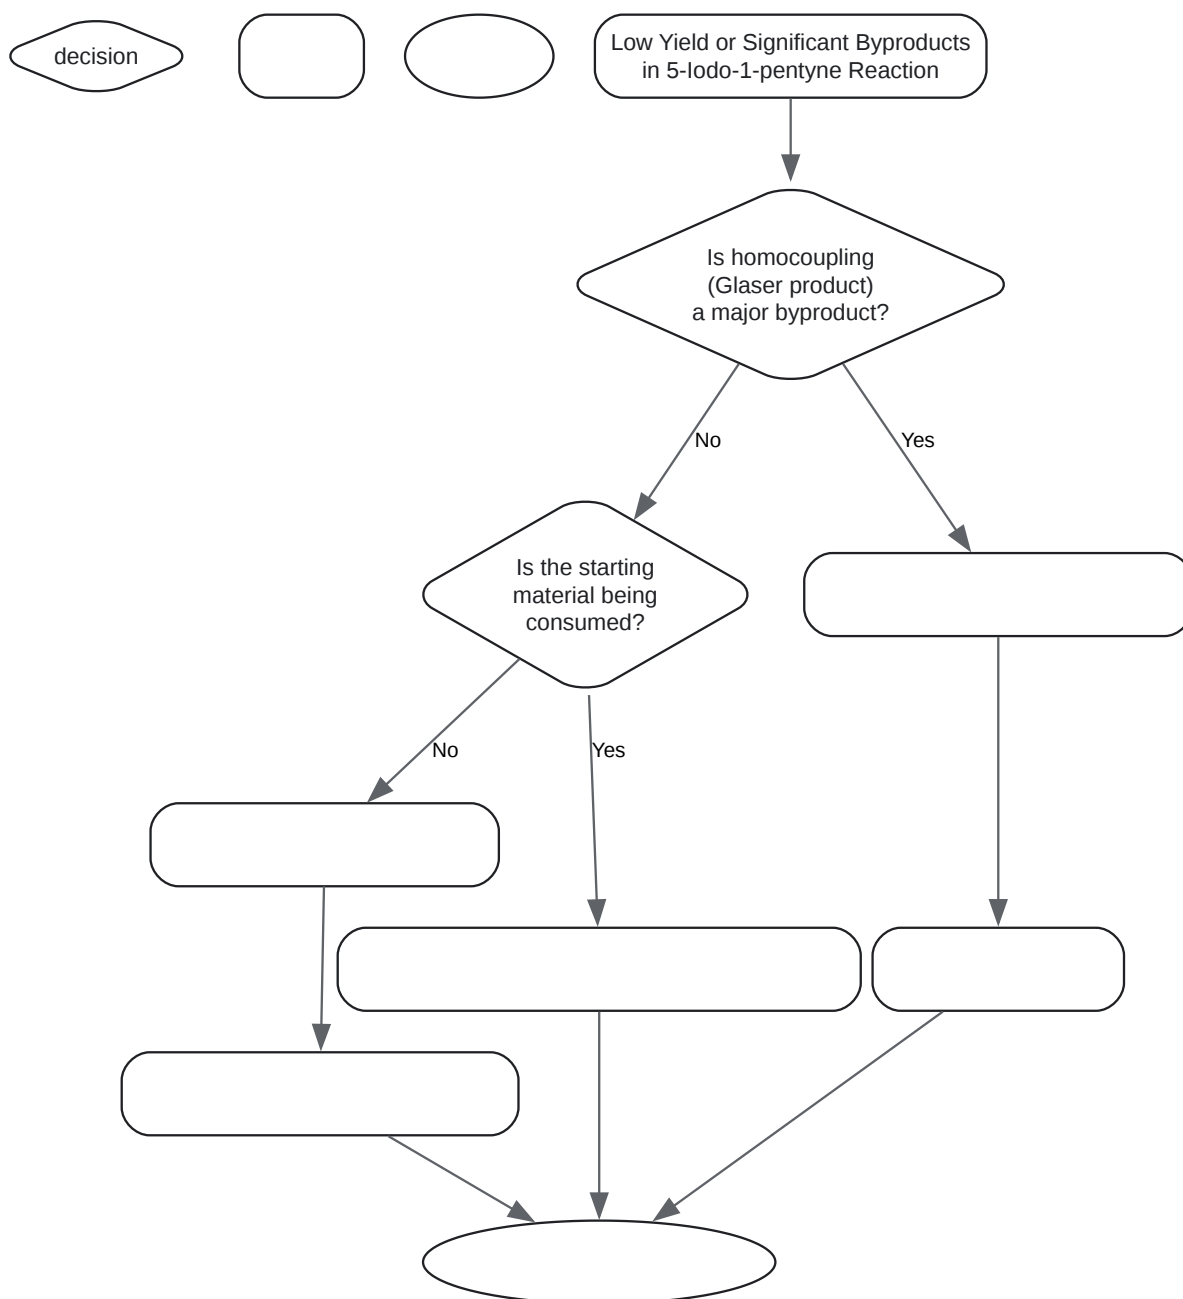 decision
Low Yield or Significant Byproducts
in 5-Iodo-1-pentyne Reaction
Is homocoupling
(Glaser product)
a major byproduct?
No
Yes
Is the starting
material being
consumed?
No
Yes